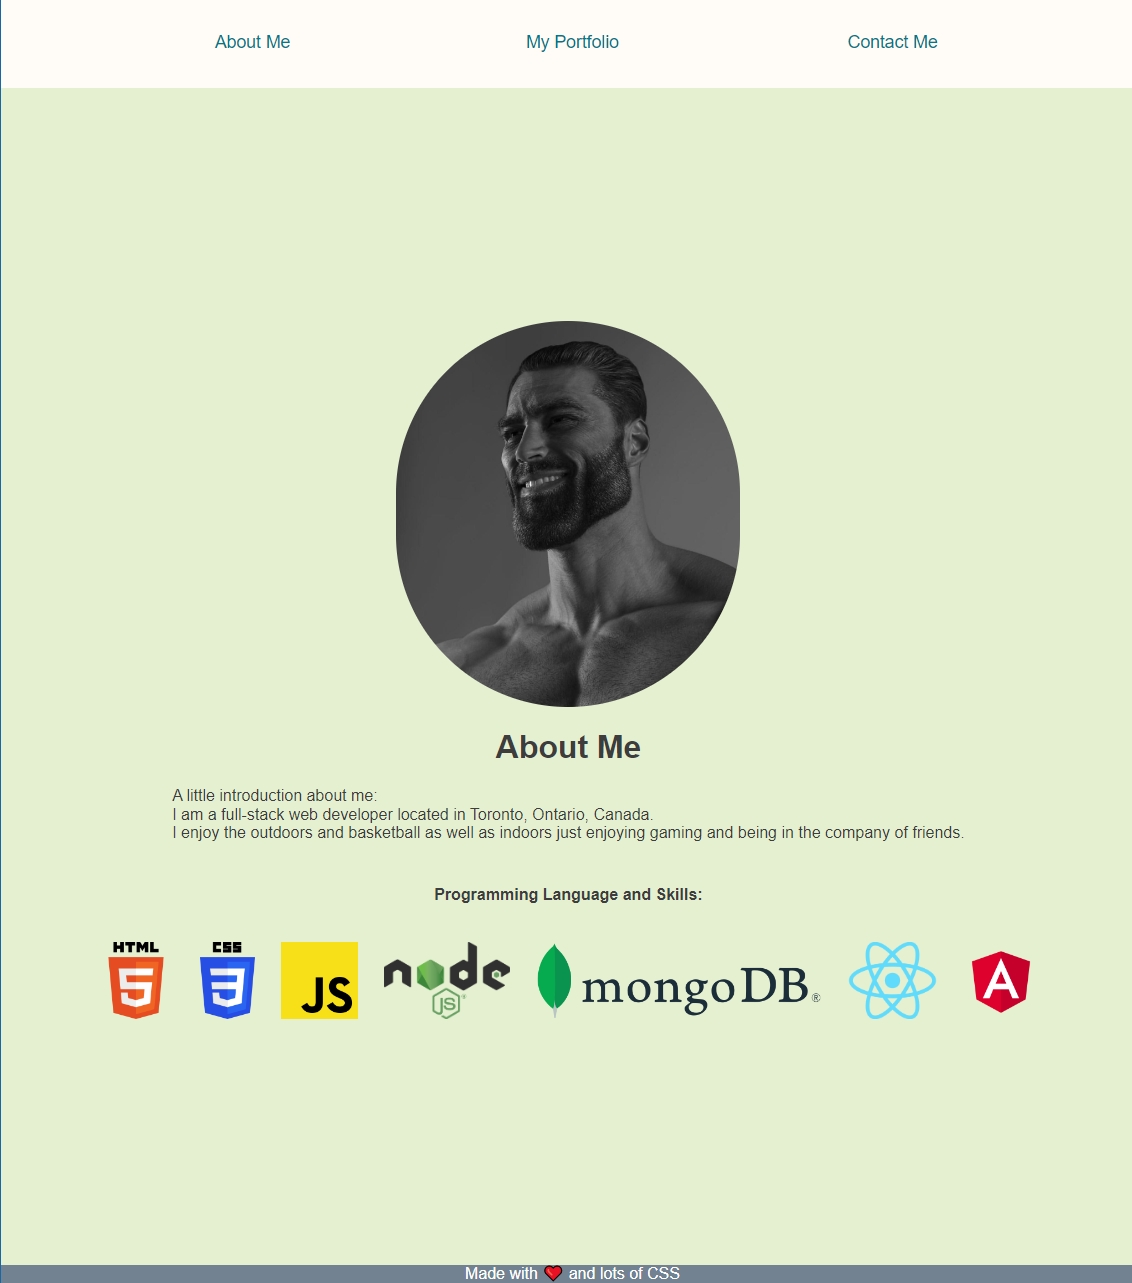 About Me
My Portfolio
Contact Me
About Me
A little introduction about me:
I am a full-stack web developer located in Toronto, Ontario, Canada.
I enjoy the outdoors and basketball as well as indoors just enjoying gaming and being in the company of friends.
Programming Language and Skills:
HTML
5
CSS
3
JS
node
JS
®
mongoDB®
A
Made with ❤️ and lots of CSS